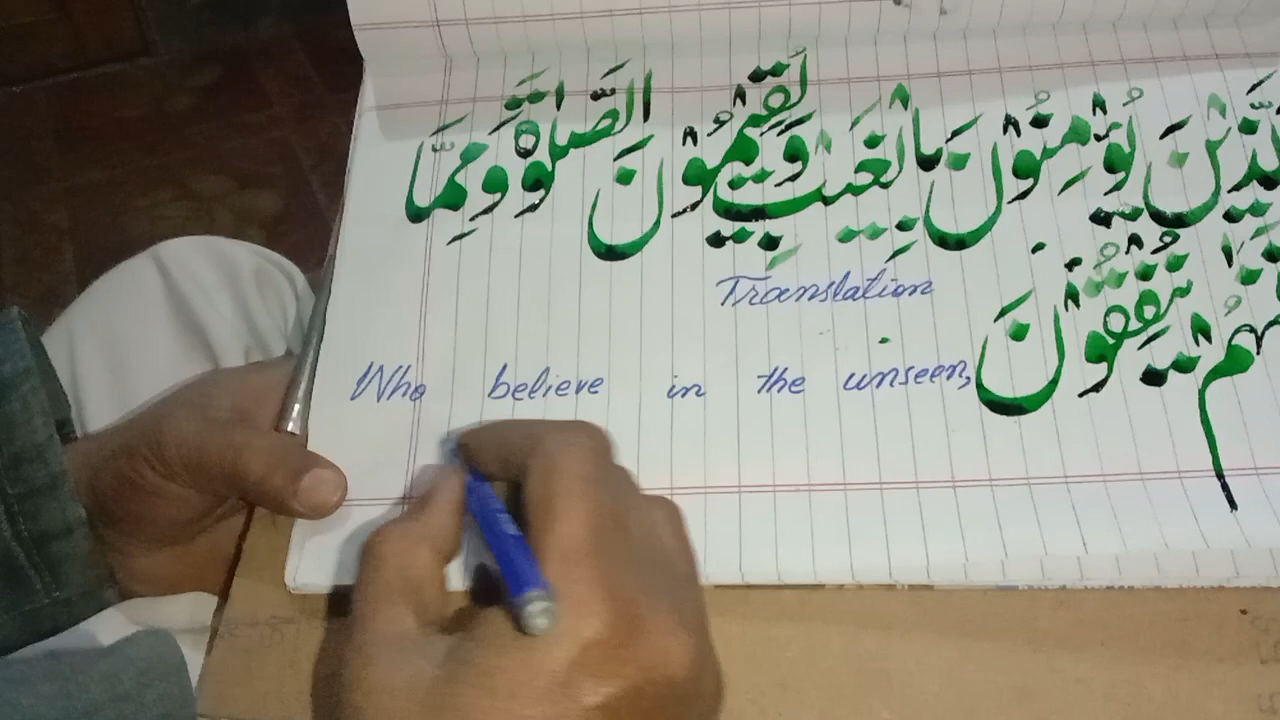 الَّذِيْنَ يُؤْمِنُوْنَ بِالْغَيْبِ وَيُقِيْمُوْنَ الصَّلٰوةَ وَمِمَّا
هُمْ يُنْفِقُوْنَ
Translation
Who believe in the unseen,